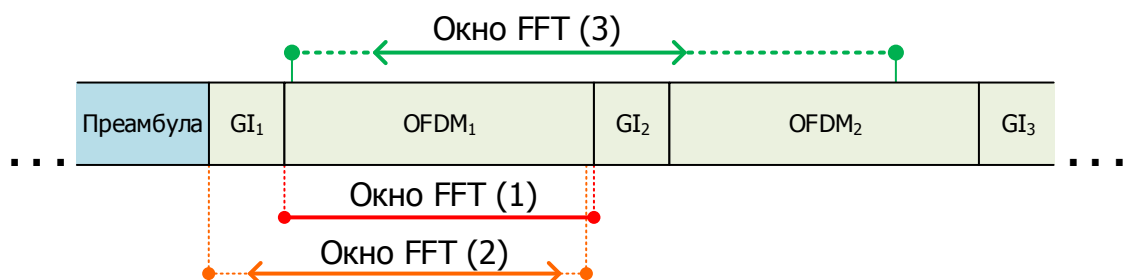 Окно FFT (3)
Преамбула GI₁ OFDM₁ GI₂ OFDM₂ GI₃
... ...
Окно FFT (1)
Окно FFT (2)